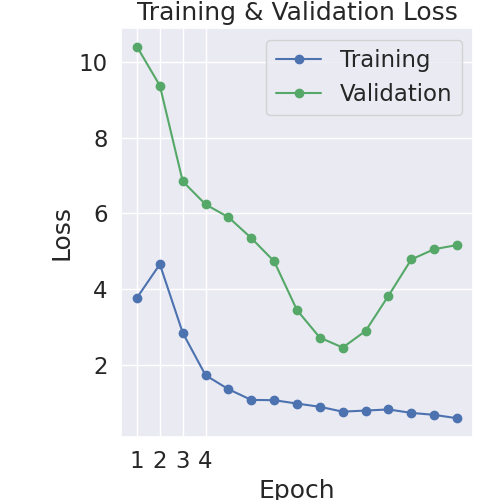 Training & Validation Loss
Training
Validation
Loss
10
8
6
4
2
1 2 3 4
Epoch